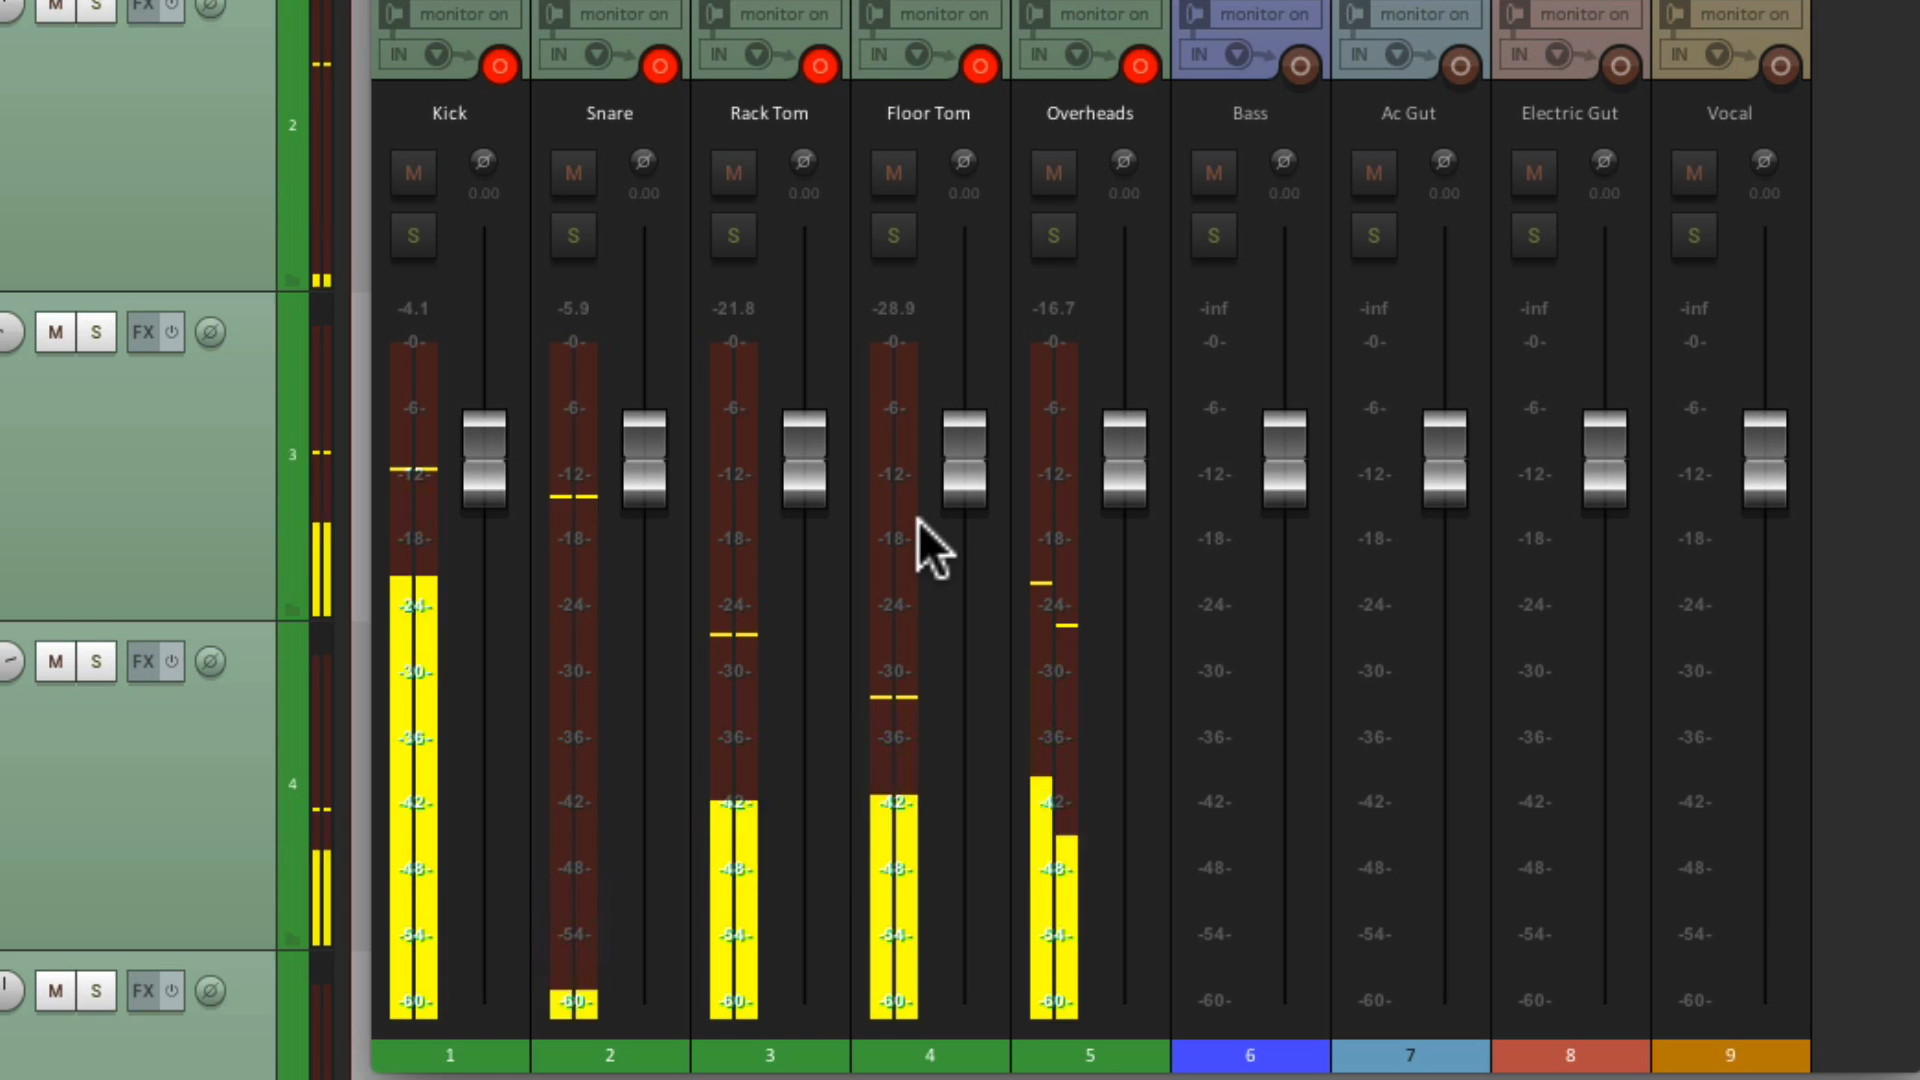 monitor on monitor on monitor on monitor on monitor on monitor on monitor on monitor on monitor on
IN IN IN IN IN IN IN IN IN
Kick Snare Rack Tom Floor Tom Overheads Bass Ac Gut Electric Gut Vocal
M M M M M M M M M
0.00 0.00 0.00 0.00 0.00 0.00 0.00 0.00 0.00
S S S S S S S S S
-4.1 -5.9 -21.8 -28.9 -16.7 -inf -inf -inf -inf
-0- -0- -0- -0- -0- -0- -0- -0- -0-
-6- -6- -6- -6- -6- -6- -6- -6- -6-
-12- -12- -12- -12- -12- -12- -12- -12- -12-
-18- -18- -18- -18- -18- -18- -18- -18- -18-
-24- -24- -24- -24- -24- -24- -24- -24- -24-
-30- -30- -30- -30- -30- -30- -30- -30- -30-
-36- -36- -36- -36- -36- -36- -36- -36- -36-
-42- -42- -42- -42- -42- -42- -42- -42- -42-
-48- -48- -48- -48- -48- -48- -48- -48- -48-
-54- -54- -54- -54- -54- -54- -54- -54- -54-
-60- -60- -60- -60- -60- -60- -60- -60- -60-
1 2 3 4 5 6 7 8 9
M S FX
2
M S FX
3
M S FX
4
M S FX